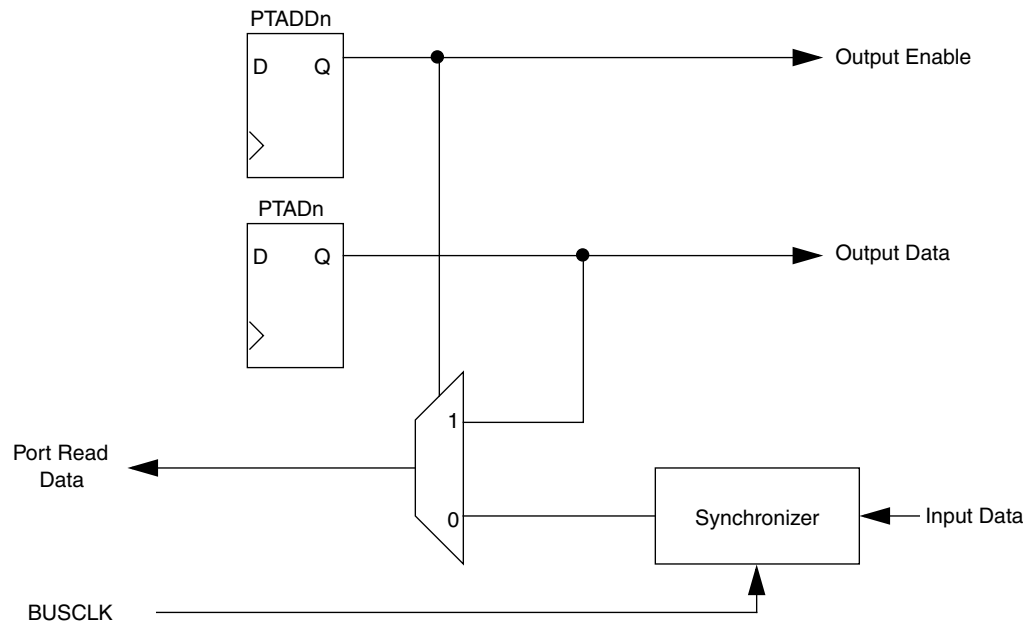 PTADDn
D Q
Output Enable
PTADn
D Q
Output Data
1
Port Read
Data
0
Synchronizer
Input Data
BUSCLK